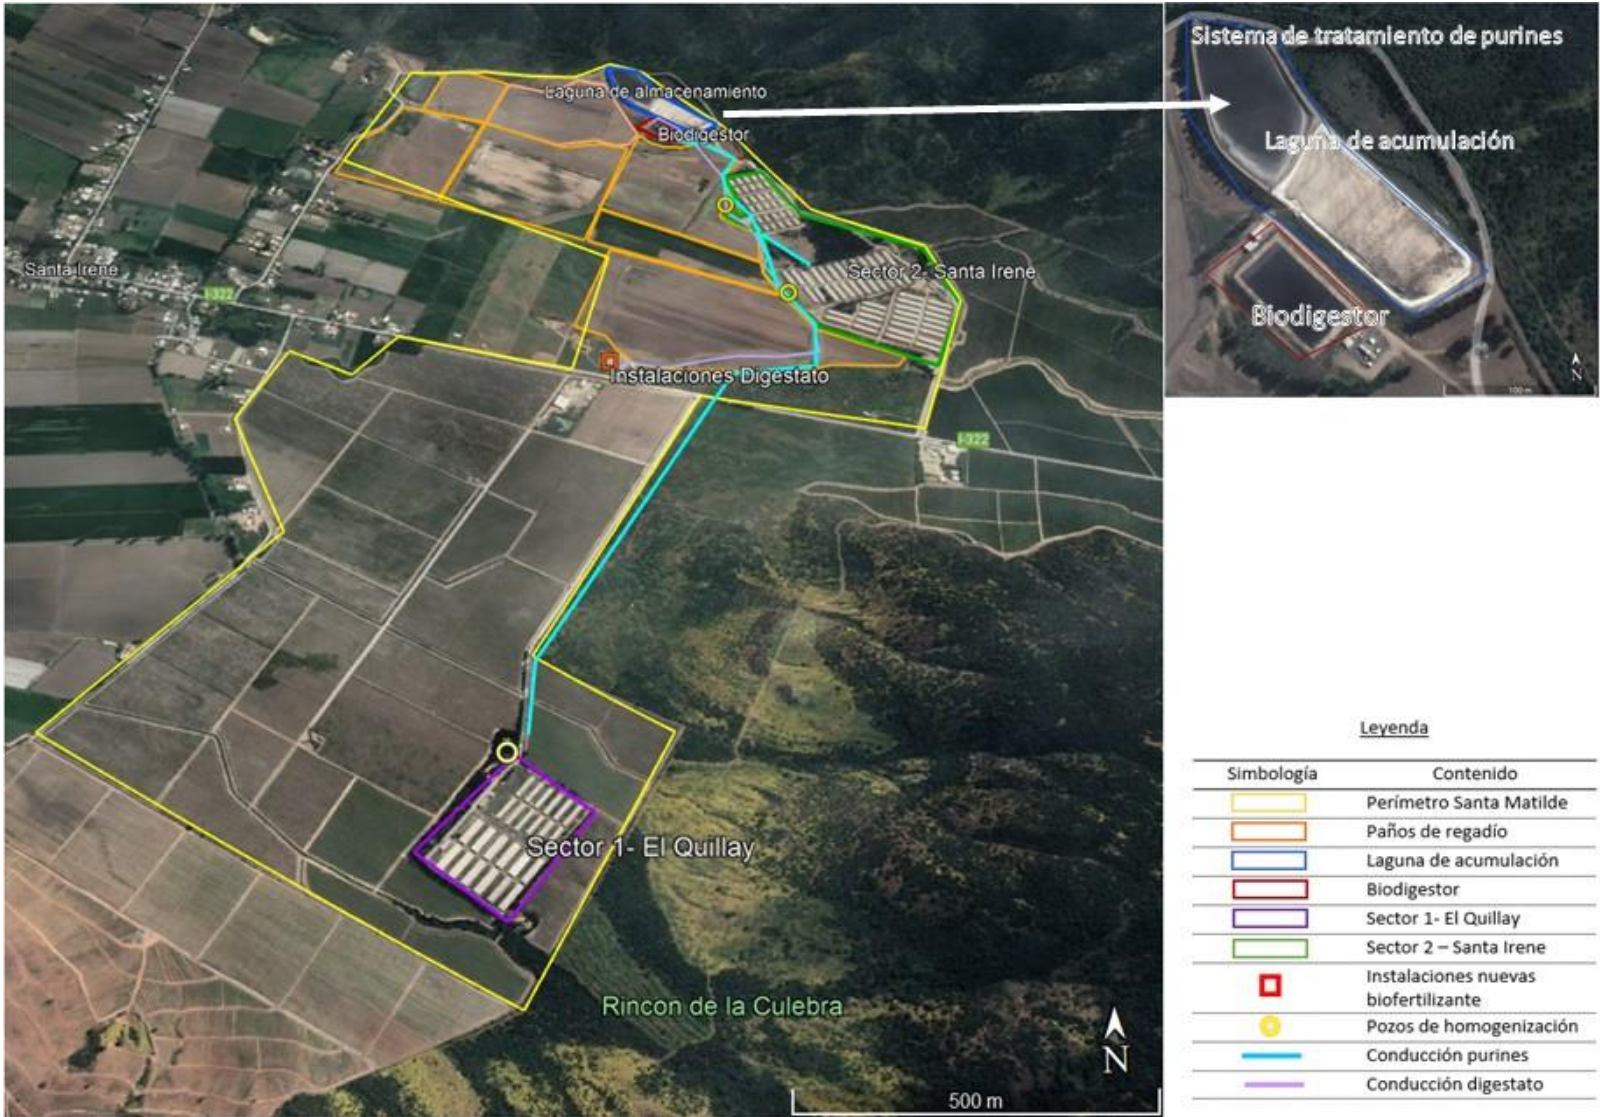 Laguna de almacenamiento
Biodigestor
Santa Irene
I-322
Sector 2- Santa Irene
Instalaciones Digestato
I-322
Sector 1- El Quillay
Rincon de la Culebra
N
500 m
Sistema de tratamiento de purines
Laguna de acumulación
Biodigestor
N
100 m
Leyenda
Simbología Contenido
Perímetro Santa Matilde
Paños de regadío
Laguna de acumulación
Biodigestor
Sector 1- El Quillay
Sector 2 – Santa Irene
Instalaciones nuevas
biofertilizante
Pozos de homogenización
Conducción purines
Conducción digestato